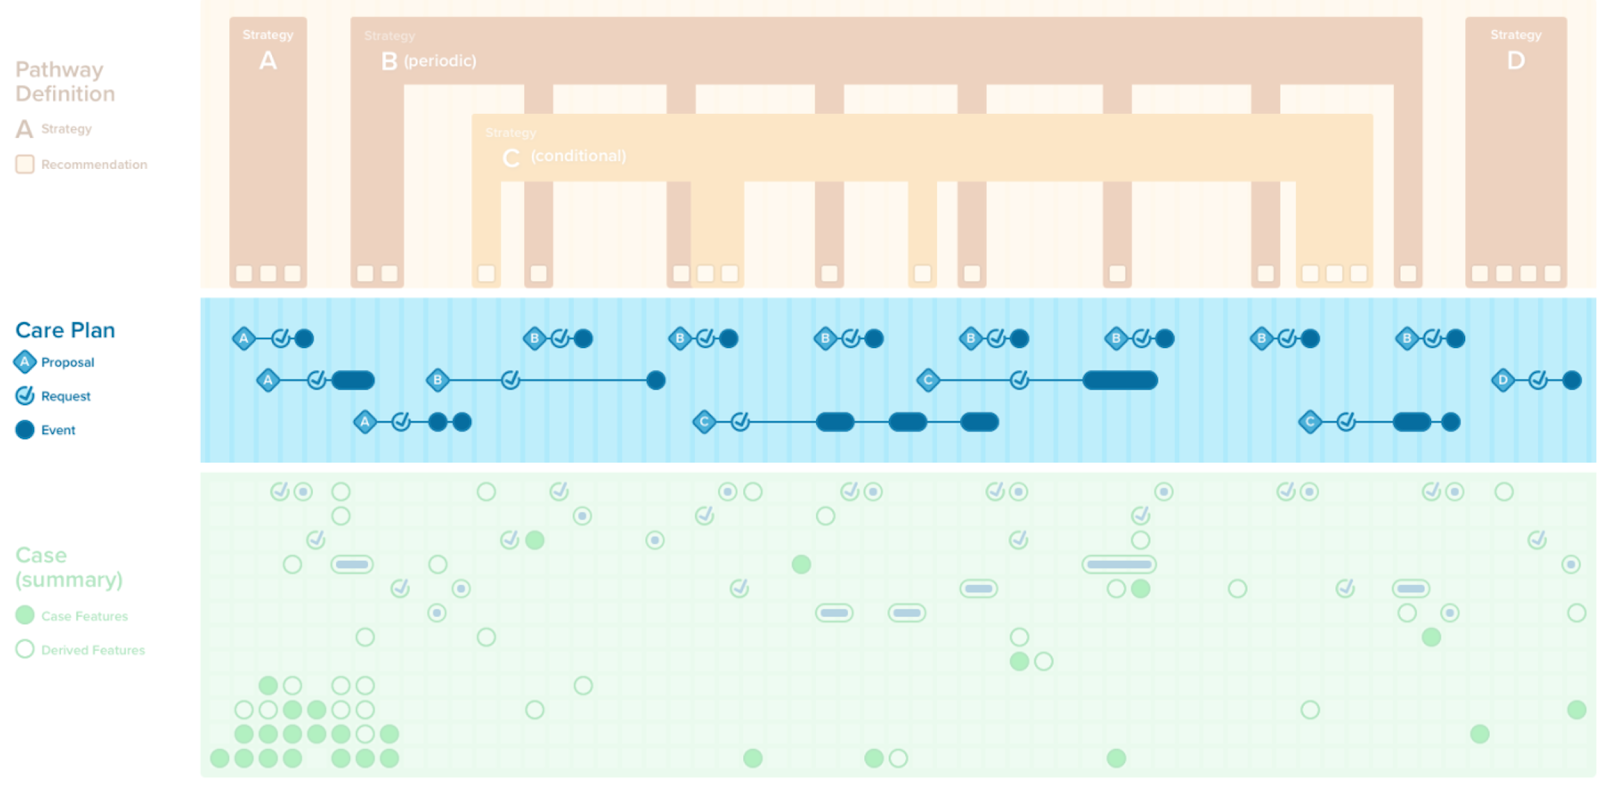 Pathway
Definition
A Strategy
Recommendation
Strategy
A
Strategy
B (periodic)
Strategy
C (conditional)
Strategy
D
Care Plan
A Proposal
Request
Event
A B B B B B B B
A B C D
A C C
Case
(summary)
Case Features
Derived Features